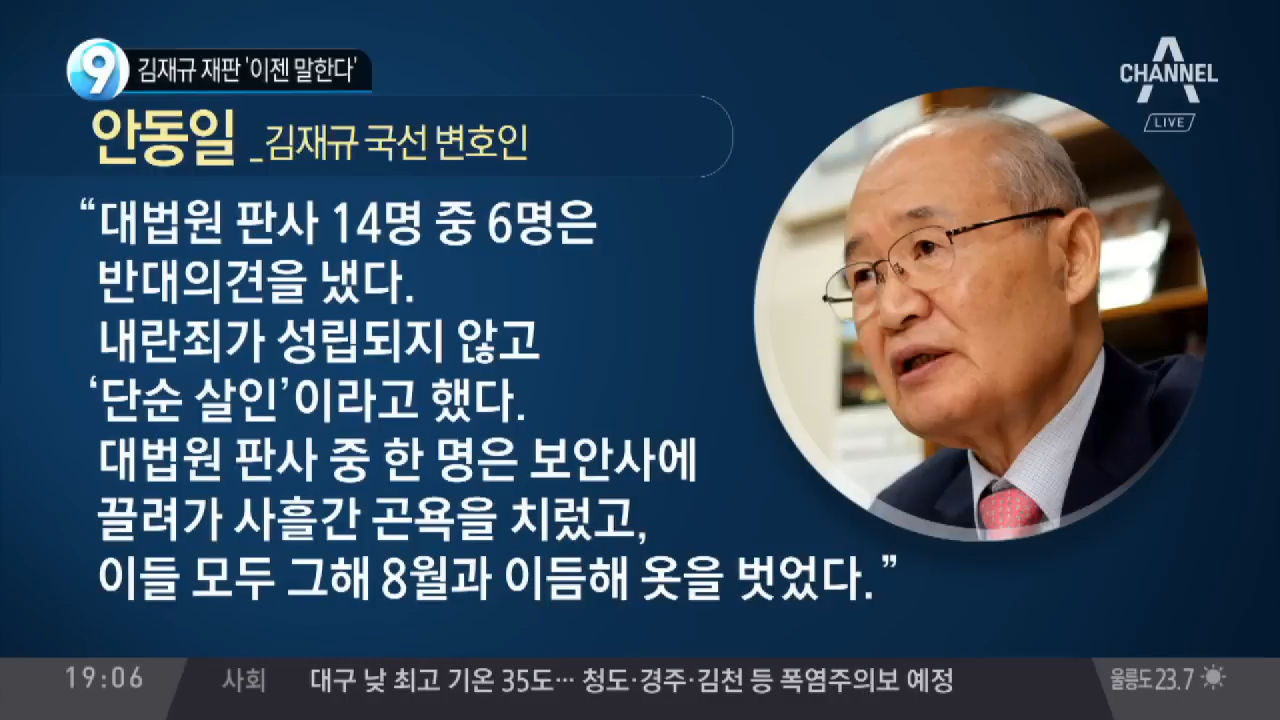 9 김재규 재판 '이젠 말한다'
CHANNEL A
LIVE
안동일 _김재규 국선 변호인
“대법원 판사 14명 중 6명은
반대의견을 냈다.
내란죄가 성립되지 않고
‘단순 살인’이라고 했다.
대법원 판사 중 한 명은 보안사에
끌려가 사흘간 곤욕을 치렀고,
이들 모두 그해 8월과 이듬해 옷을 벗었다.”
19:06 사회 대구 낮 최고 기온 35도… 청도·경주·김천 등 폭염주의보 예정 울릉도 23.7